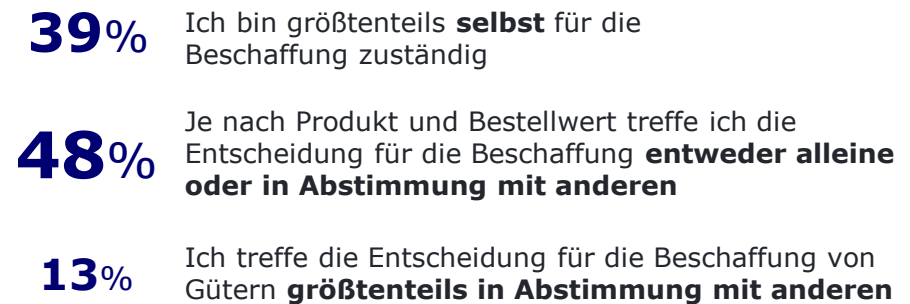 39% Ich bin größtenteils selbst für die
Beschaffung zuständig
48% Je nach Produkt und Bestellwert treffe ich die
Entscheidung für die Beschaffung entweder alleine
oder in Abstimmung mit anderen
13% Ich treffe die Entscheidung für die Beschaffung von
Gütern größtenteils in Abstimmung mit anderen